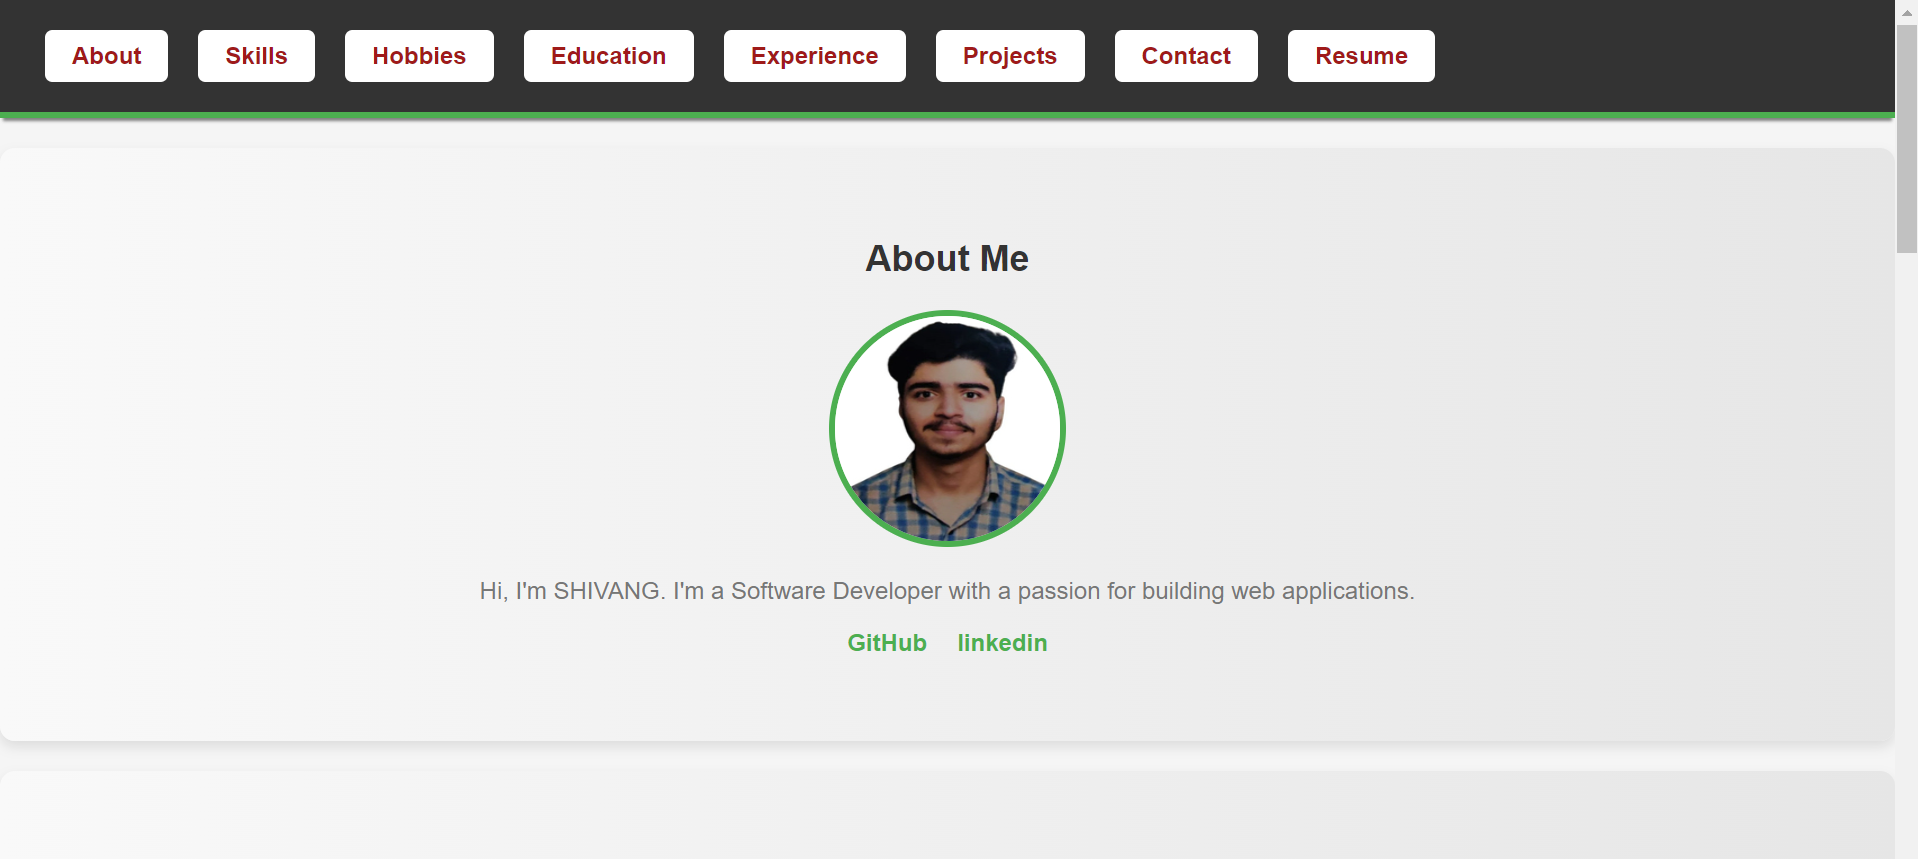 About Skills Hobbies Education Experience Projects Contact Resume
About Me
Hi, I'm SHIVANG. I'm a Software Developer with a passion for building web applications.
GitHub linkedin